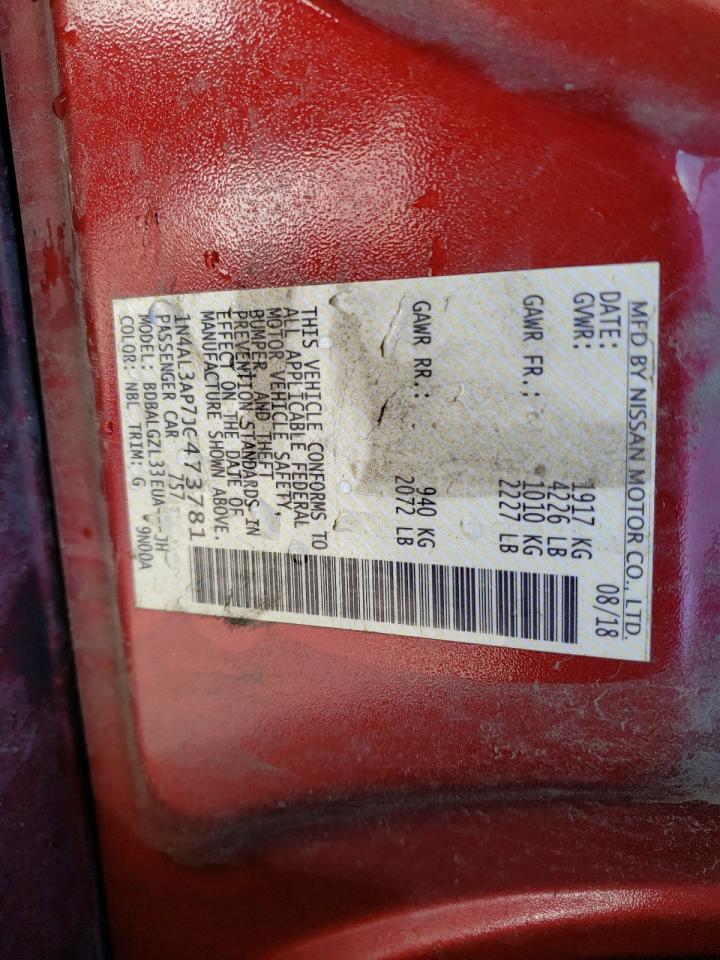 MFD BY NISSAN MOTOR CO., LTD.
DATE: 08/18
GVWR: 1917 KG
4226 LB
GAWR FR.: 1010 KG
2227 LB
GAWR RR.: 940 KG
2072 LB
THIS VEHICLE CONFORMS TO
ALL APPLICABLE FEDERAL
MOTOR VEHICLE SAFETY,
BUMPER, AND THEFT
PREVENTION STANDARDS IN
EFFECT ON THE DATE OF
MANUFACTURE SHOWN ABOVE.
1N4AL3AP7JC473781
PASSENGER CAR 757
MODEL: BDBALGZL33EUA---JH
COLOR: NBL TRIM: G 9N00A